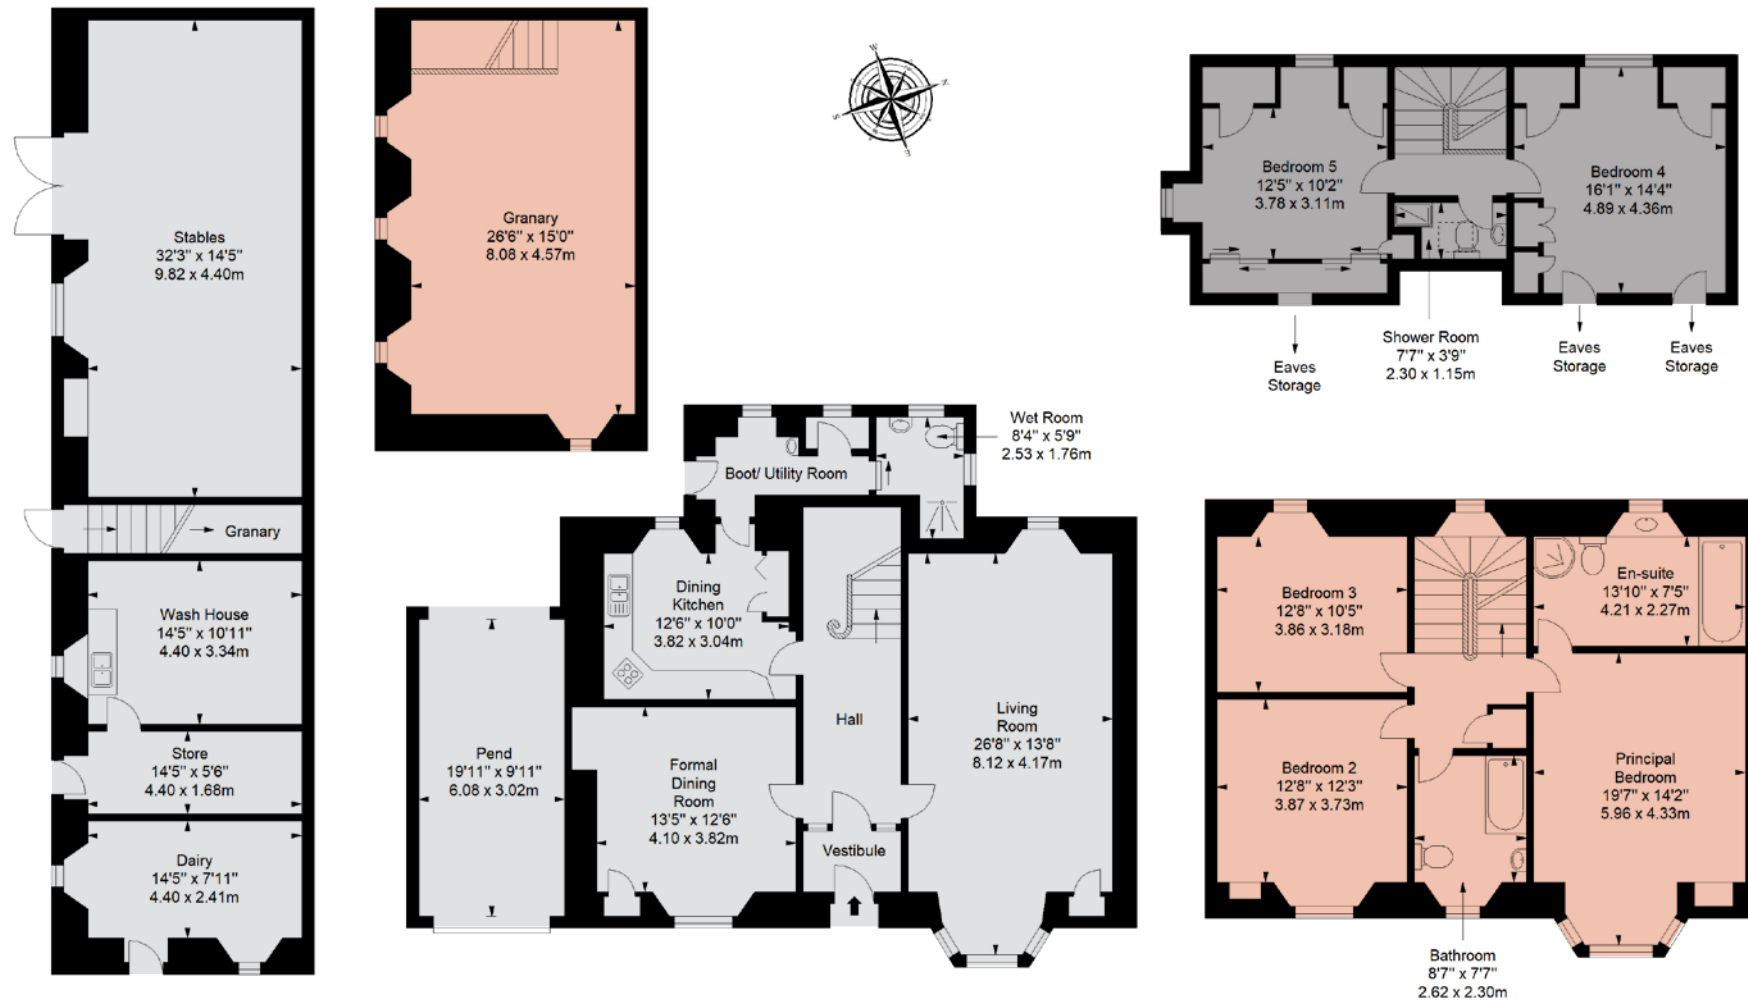 Stables
32'3" x 14'5"
9.82 x 4.40m
Granary
Wash House
14'5" x 10'11"
4.40 x 3.34m
Store
14'5" x 5'6"
4.40 x 1.68m
Dairy
14'5" x 7'11"
4.40 x 2.41m
Granary
26'6" x 15'0"
8.08 x 4.57m
W
N
S
E
Boot/ Utility Room
Wet Room
8'4" x 5'9"
2.53 x 1.76m
Dining
Kitchen
12'6" x 10'0"
3.82 x 3.04m
Pend
19'11" x 9'11"
6.08 x 3.02m
Formal
Dining
Room
13'5" x 12'6"
4.10 x 3.82m
Hall
Vestibule
Living
Room
26'8" x 13'8"
8.12 x 4.17m
Bedroom 5
12'5" x 10'2"
3.78 x 3.11m
Bedroom 4
16'1" x 14'4"
4.89 x 4.36m
Eaves
Storage
Shower Room
7'7" x 3'9"
2.30 x 1.15m
Eaves
Storage
Eaves
Storage
Bedroom 3
12'8" x 10'5"
3.86 x 3.18m
En-suite
13'10" x 7'5"
4.21 x 2.27m
Bedroom 2
12'8" x 12'3"
3.87 x 3.73m
Principal
Bedroom
19'7" x 14'2"
5.96 x 4.33m
Bathroom
8'7" x 7'7"
2.62 x 2.30m